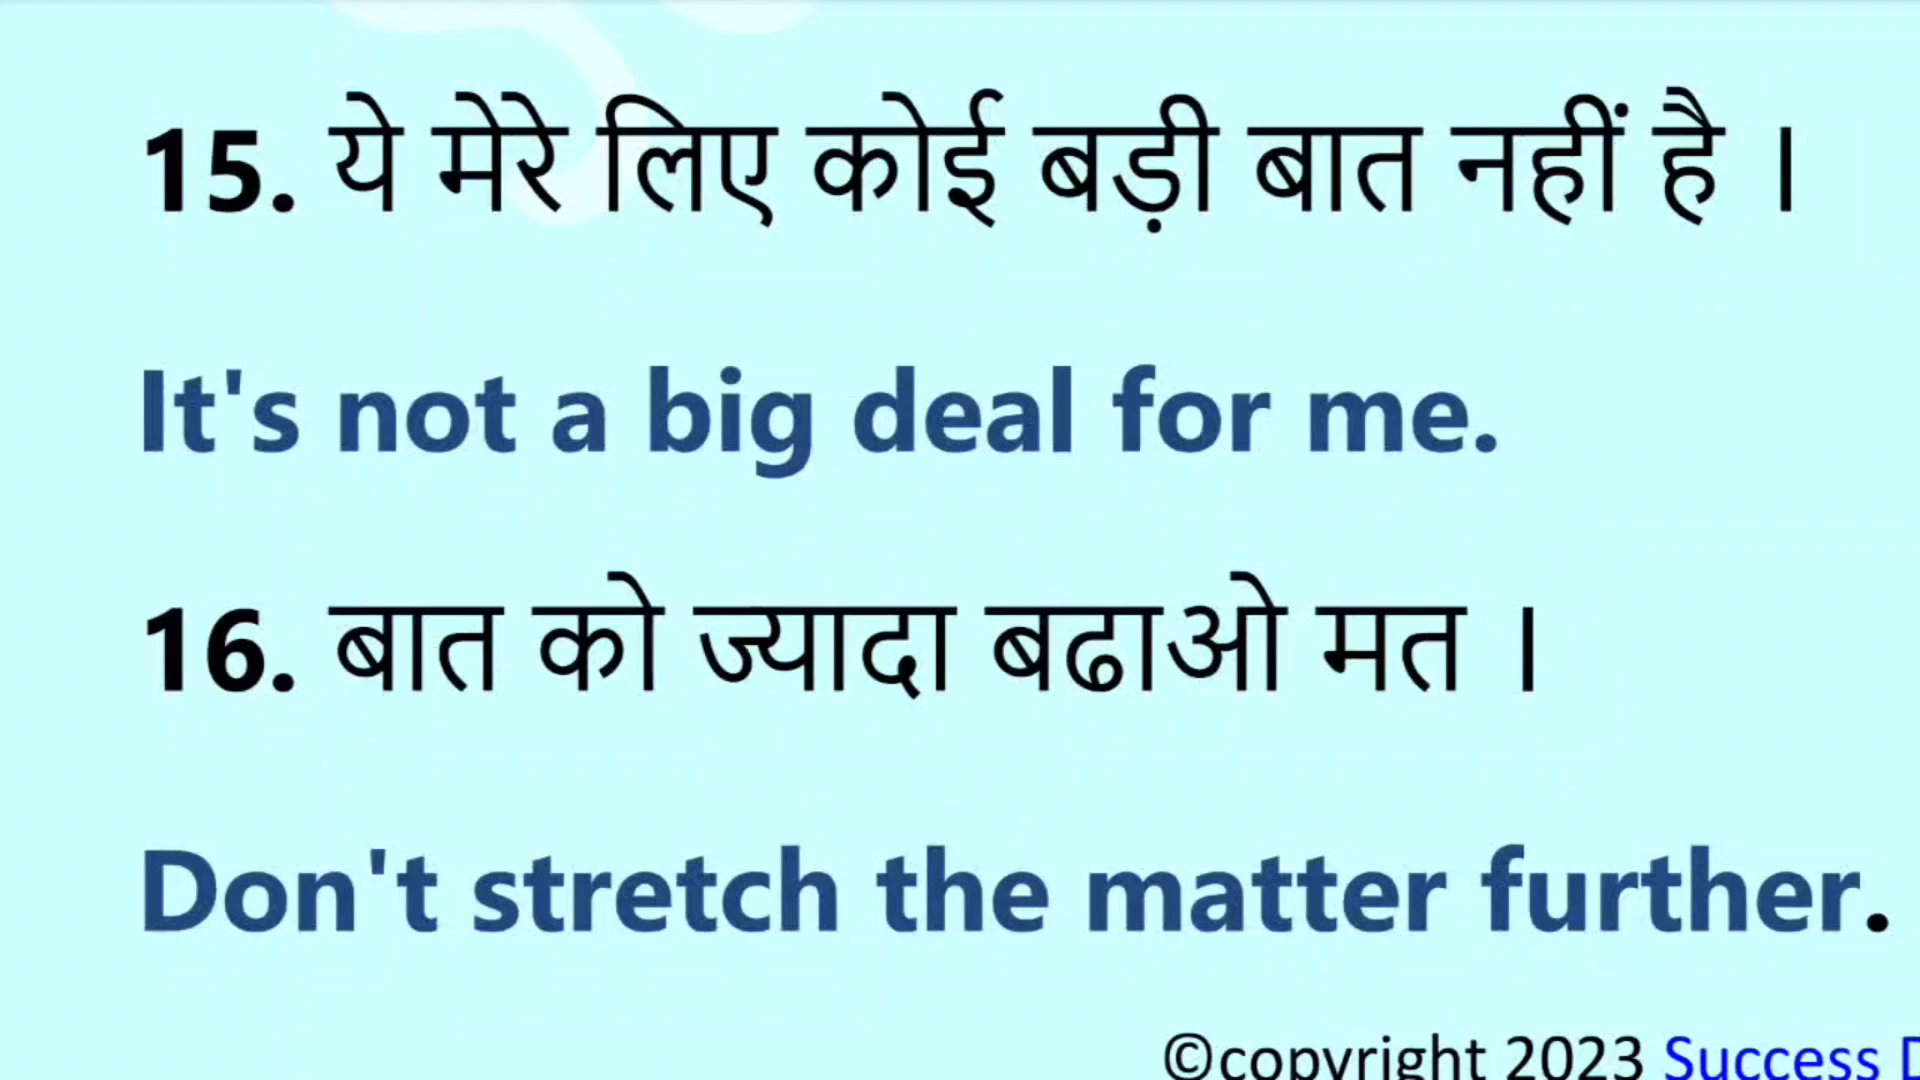 15. ये मेरे लिए कोई बड़ी बात नहीं है ।
It's not a big deal for me.
16. बात को ज्यादा बढाओ मत ।
Don't stretch the matter further.
©copyright 2023 Success